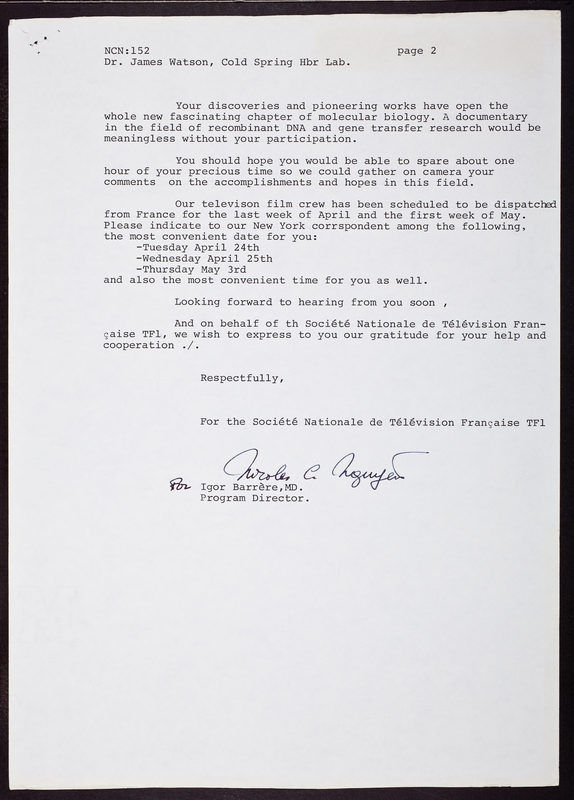 NCN:152 page 2
Dr. James Watson, Cold Spring Hbr Lab.
Your discoveries and pioneering works have open the
whole new fascinating chapter of molecular biology. A documentary
in the field of recombinant DNA and gene transfer research would be
meaningless without your participation.
You should hope you would be able to spare about one
hour of your precious time so we could gather on camera your
comments on the accomplishments and hopes in this field.
Our televison film crew has been scheduled to be dispatched
from France for the last week of April and the first week of May.
Please indicate to our New York corrspondent among the following,
the most convenient date for you:
-Tuesday April 24th
-Wednesday April 25th
-Thursday May 3rd
and also the most convenient time for you as well.
Looking forward to hearing from you soon ,
And on behalf of th Société Nationale de Télévision Fran-
çaise TF1, we wish to express to you our gratitude for your help and
cooperation ./.
Respectfully,
For the Société Nationale de Télévision Française TF1
Nicolas C. Nguyen
For Igor Barrère,MD.
Program Director.